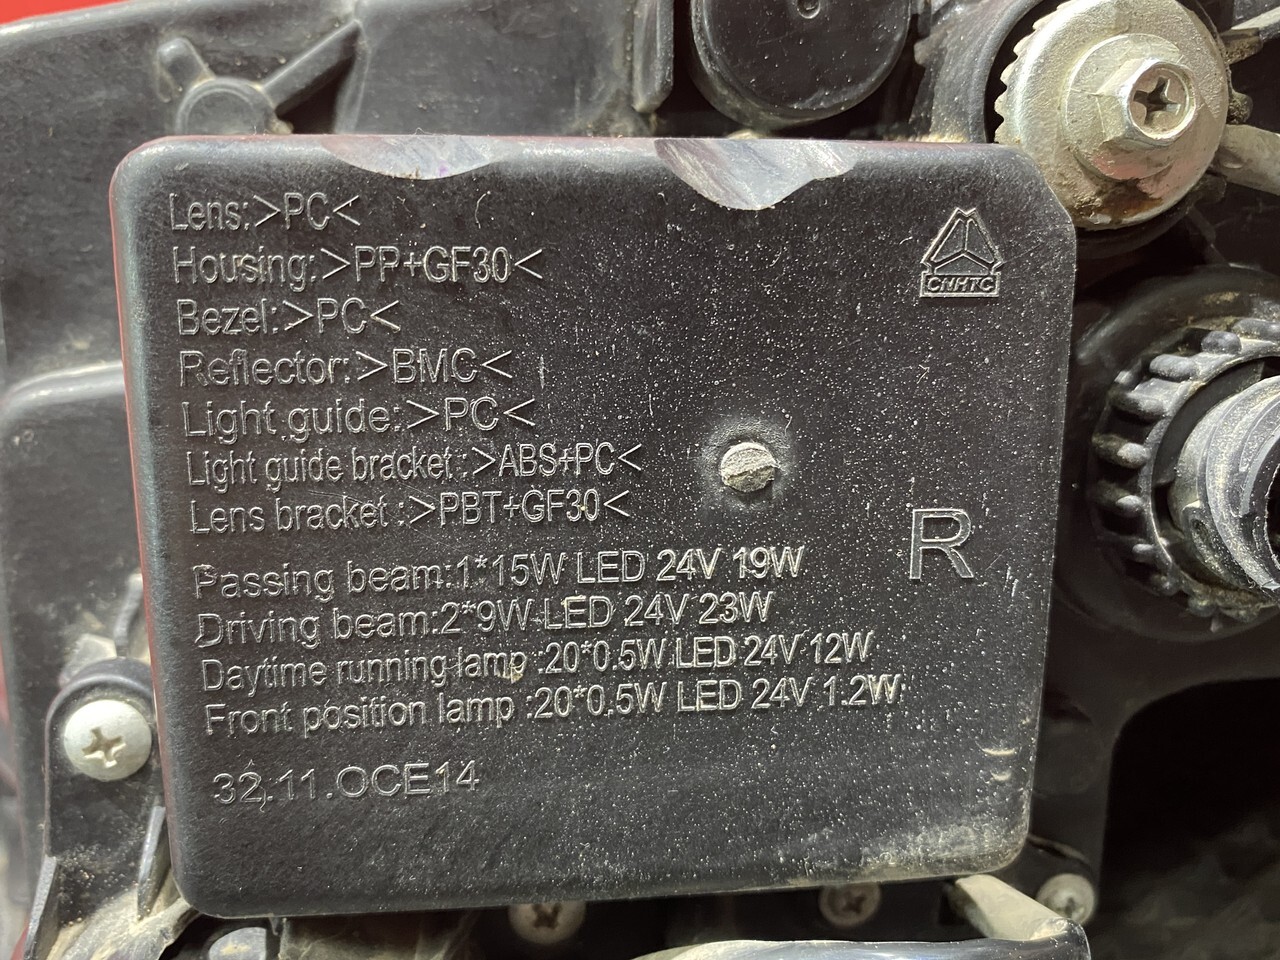 Lens:>PC<
Housing:>PP+GF30<
Bezel:>PC<
Reflector:>BMC<
Light guide:>PC<
Light guide bracket:>ABS+PC<
Lens bracket:>PBT+GF30<
Passing beam:1*15W LED 24V 19W
Driving beam:2*9W LED 24V 23W
Daytime running lamp :20*0.5W LED 24V 12W
Front position lamp :20*0.5W LED 24V 1.2W
32.11.OCE14
CNHTC
R